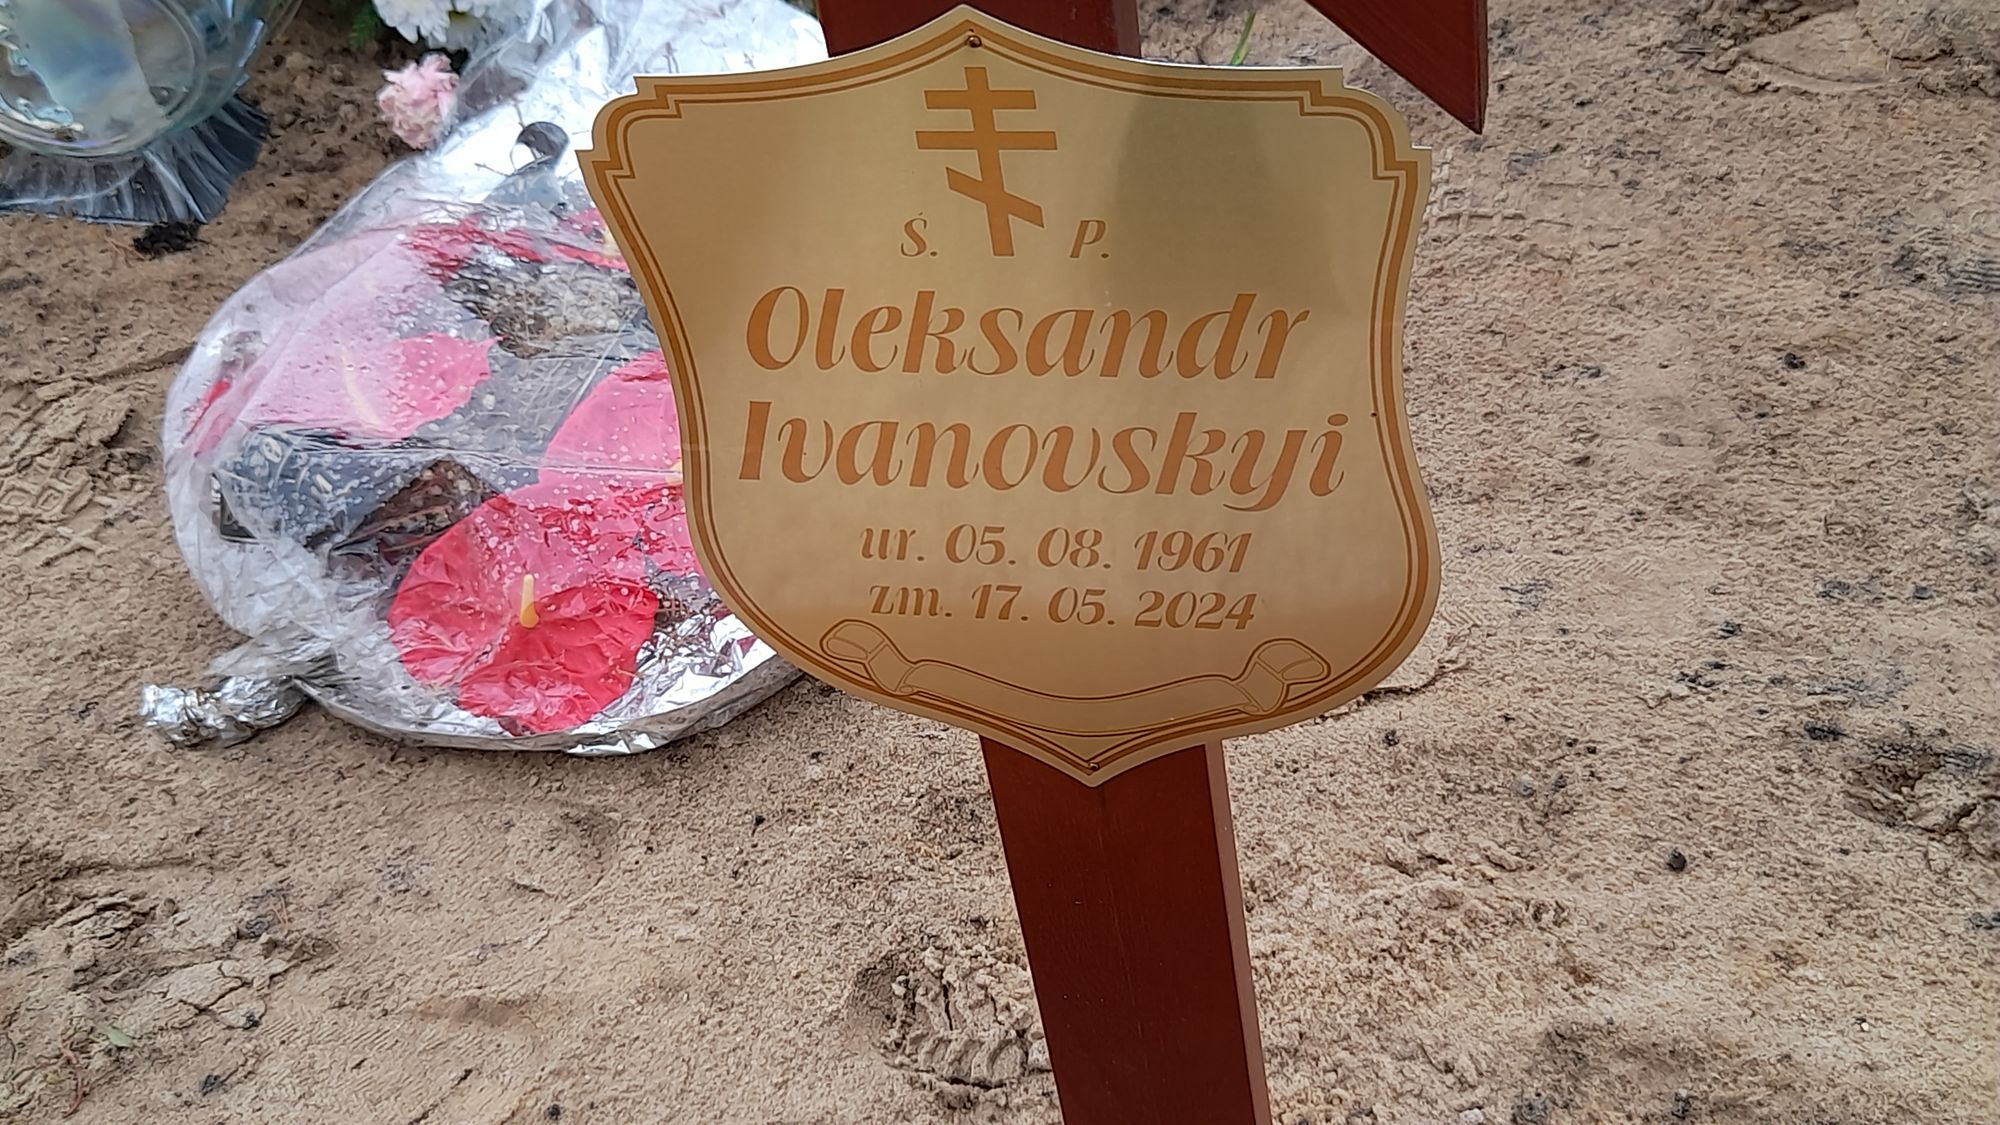 Ś. P.
Oleksandr
Ivanovskyi
ur. 05. 08. 1961
zm. 17. 05. 2024